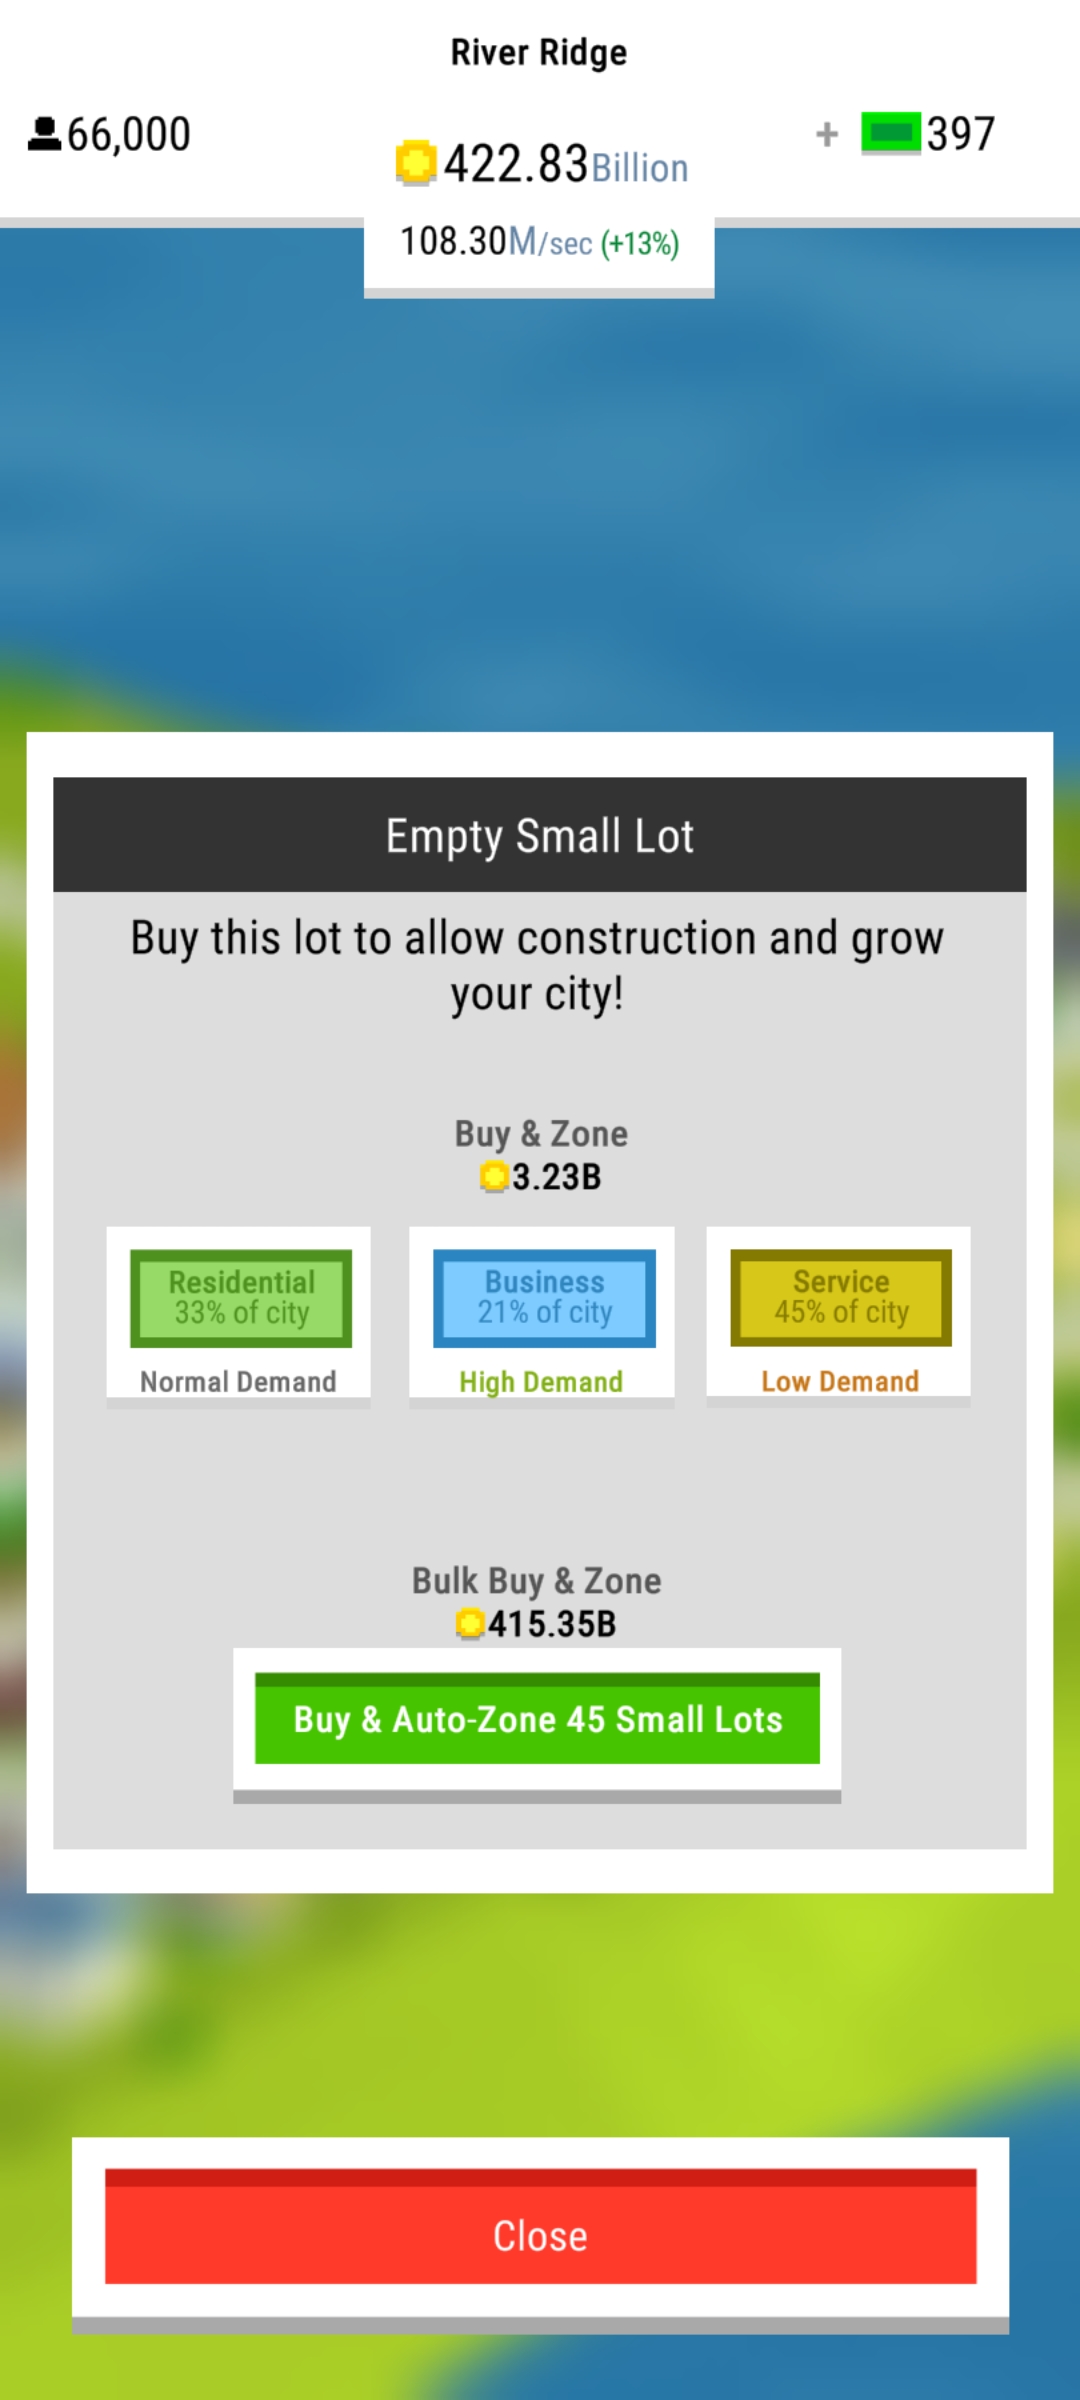 River Ridge
66,000
+ 397
422.83Billion
108.30M/sec (+13%)
Empty Small Lot
Buy this lot to allow construction and grow
your city!
Buy & Zone
3.23B
Residential
33% of city
Normal Demand
Business
21% of city
High Demand
Service
45% of city
Low Demand
Bulk Buy & Zone
415.35B
Buy & Auto-Zone 45 Small Lots
Close